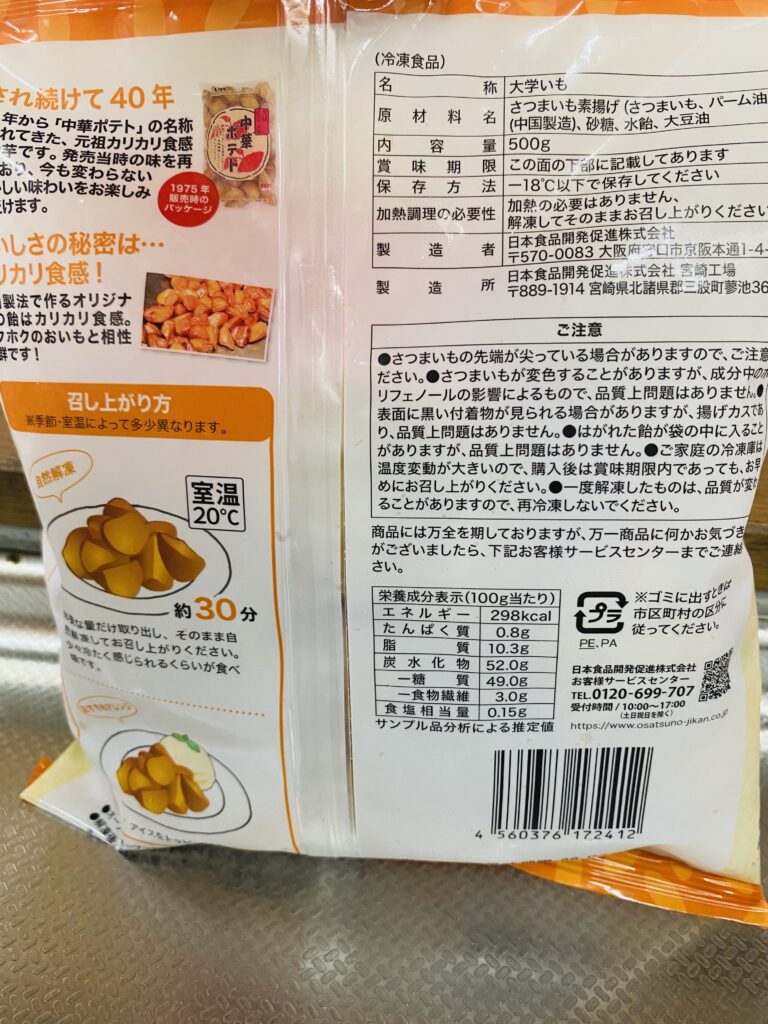 され続けて40年
年から「中華ポテト」の名称
れてきた、元祖カリカリ食感
芋です。発売当時の味を再
おり、今も変わらない
しい味わいをお楽しみ
けます。
中華ポテト
1975年
販売時の
パッケージ
いしさの秘密は…
リカリ食感！
製法で作るオリジナ
の飴はカリカリ食感。
クホクのおいもと相性
群です！
召し上がり方
※季節・室温によって多少異なります。
自然解凍
室温
20℃
約30分
な量だけ取り出し、そのまま自
解凍してお召し上がりください。
少々冷たく感じられるくらいが食べ
頃です。
アイスをトッピ
(冷凍食品)
名称 大学いも
原材料名 さつまいも素揚げ(さつまいも、パーム油
(中国製造)、砂糖、水飴、大豆油
内容量 500g
賞味期限 この面の下部に記載してあります
保存方法 －18℃以下で保存してください
加熱調理の必要性 加熱の必要はありません、
解凍してそのままお召し上がりください
製造者 日本食品開発促進株式会社
〒570-0083 大阪府守口市京阪本通1-4-
製造所 日本食品開発促進株式会社 宮崎工場
〒889-1914 宮崎県北諸県郡三股町蓼池36
ご注意
●さつまいもの先端が尖っている場合がありますので、ご注意
ださい。●さつまいもが変色することがありますが、成分中のポ
リフェノールの影響によるもので、品質上問題はありません。●
表面に黒い付着物が見られる場合がありますが、揚げカスであ
り、品質上問題はありません。●はがれた飴が袋の中に入ること
がありますが、品質上問題はありません。●ご家庭の冷凍庫は
温度変動が大きいので、購入後は賞味期限内であっても、お早
めにお召し上がりください。●一度解凍したものは、品質が変わ
ることがありますので、再冷凍しないでください。
商品には万全を期しておりますが、万一商品に何かお気づき
がございましたら、下記お客様サービスセンターまでご連絡
さい。
栄養成分表示(100g当たり)
エネルギー 298kcal
たんぱく質 0.8g
脂質 10.3g
炭水化物 52.0g
－糖質 49.0g
－食物繊維 3.0g
食塩相当量 0.15g
サンプル品分析による推定値
プラ
PE,PA
※ゴミに出すときは
市区町村の区分に
従ってください。
日本食品開発促進株式会社
お客様サービスセンター
TEL.0120-699-707
受付時間/10:00～17:00
(土日祝日を除く)
https://www.osatsuno-jikan.co.jp
4 560376 172412